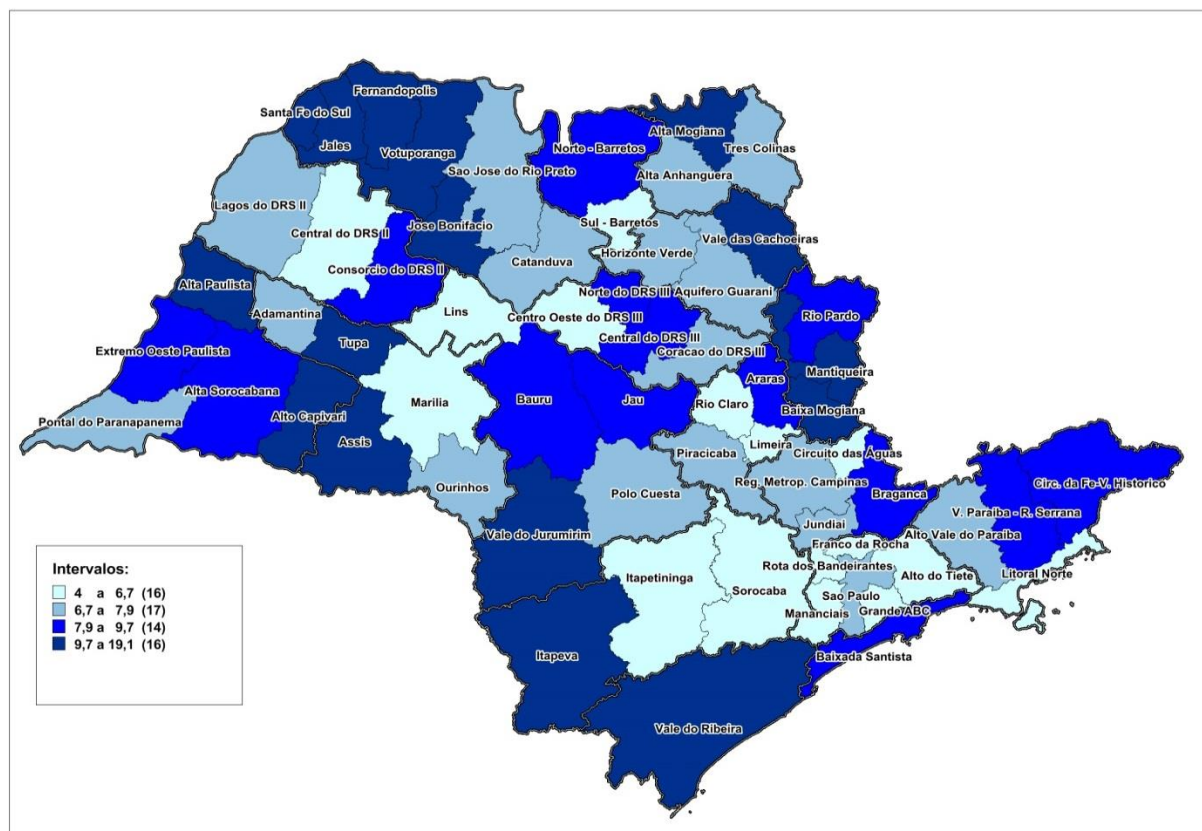 Fernandopolis
Santa Fe do Sul
Jales
Votuporanga
Sao Jose do Rio Preto
Norte - Barretos
Alta Mogiana
Tres Colinas
Alta Anhanguera
Lagos do DRS II
Central do DRS II
Jose Bonifacio
Sul - Barretos
Horizonte Verde
Vale das Cachoeiras
Consorcio do DRS II
Catanduva
Alta Paulista
Norte do DRS III
Aquifero Guarani
Adamantina
Lins
Centro Oeste do DRS III
Rio Pardo
Central do DRS III
Tupa
Extremo Oeste Paulista
Coracao do DRS III
Mantiqueira
Alta Sorocabana
Araras
Marilia
Bauru
Jau
Rio Claro
Baixa Mogiana
Pontal do Paranapanema
Alto Capivari
Assis
Limeira
Circuito das Aguas
Piracicaba
Ourinhos
Reg. Metrop. Campinas
Circ. da Fe-V. Historico
Polo Cuesta
Braganca
V. Paraiba - R. Serrana
Jundiai
Vale do Jurumirim
Alto Vale do Paraiba
Franco da Rocha
Rota dos Bandeirantes
Itapetininga
Alto do Tiete
Litoral Norte
Sorocaba
Sao Paulo
Mananciais
Grande ABC
Itapeva
Baixada Santista
Vale do Ribeira
Intervalos:
4 a 6,7 (16)
6,7 a 7,9 (17)
7,9 a 9,7 (14)
9,7 a 19,1 (16)